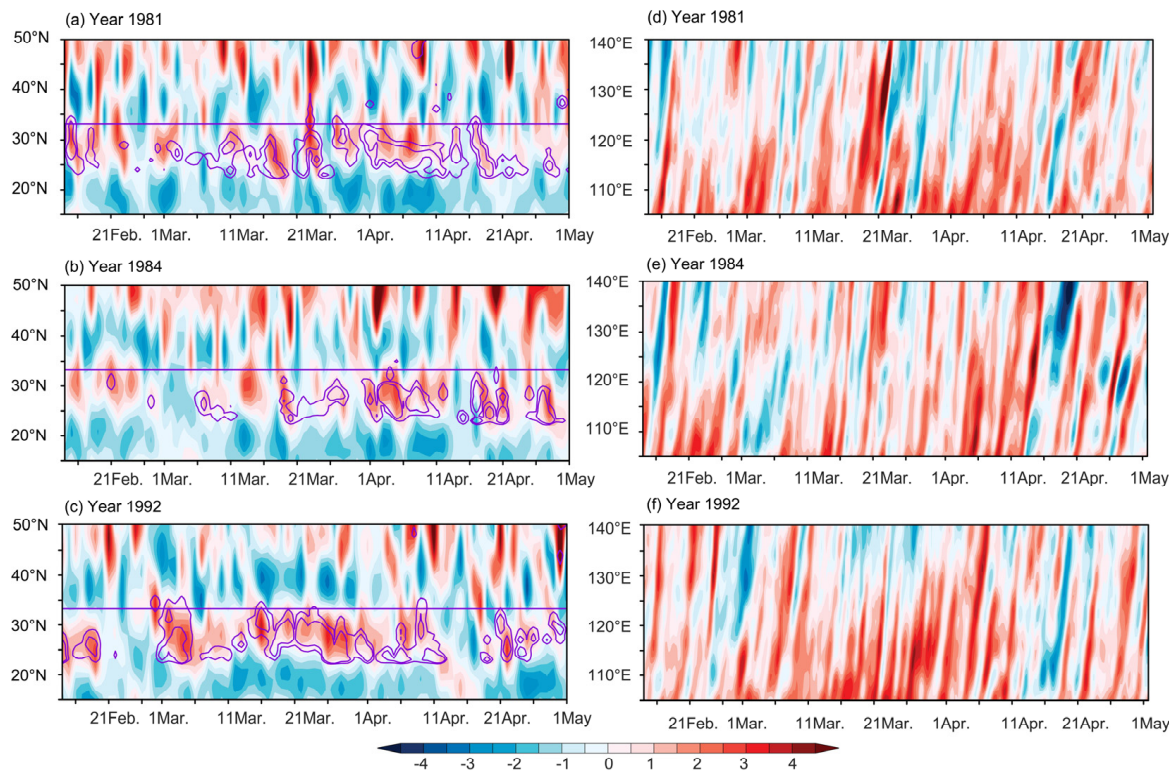 (a) Year 1981
50°N
40°N
30°N
20°N
21Feb. 1Mar. 11Mar. 21Mar. 1Apr. 11Apr. 21Apr. 1May
(d) Year 1981
140°E
130°E
120°E
110°E
21Feb. 1Mar. 11Mar. 21Mar. 1Apr. 11Apr. 21Apr. 1May
(b) Year 1984
50°N
40°N
30°N
20°N
21Feb. 1Mar. 11Mar. 21Mar. 1Apr. 11Apr. 21Apr. 1May
(e) Year 1984
140°E
130°E
120°E
110°E
21Feb. 1Mar. 11Mar. 21Mar. 1Apr. 11Apr. 21Apr. 1May
(c) Year 1992
50°N
40°N
30°N
20°N
21Feb. 1Mar. 11Mar. 21Mar. 1Apr. 11Apr. 21Apr. 1May
(f) Year 1992
140°E
130°E
120°E
110°E
21Feb. 1Mar. 11Mar. 21Mar. 1Apr. 11Apr. 21Apr. 1May
-4 -3 -2 -1 0 1 2 3 4